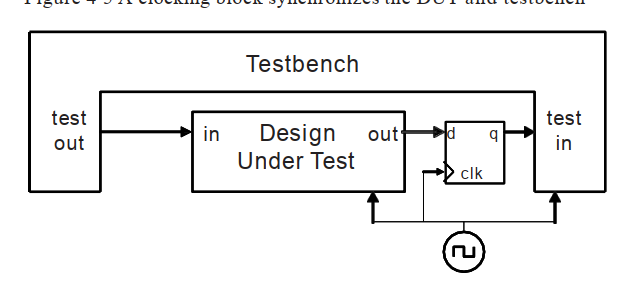 Figure 4-3 A clocking block synchronizes the DUT and testbench
Testbench
test
out
in
Design
Under Test
out
d
q
clk
test
in